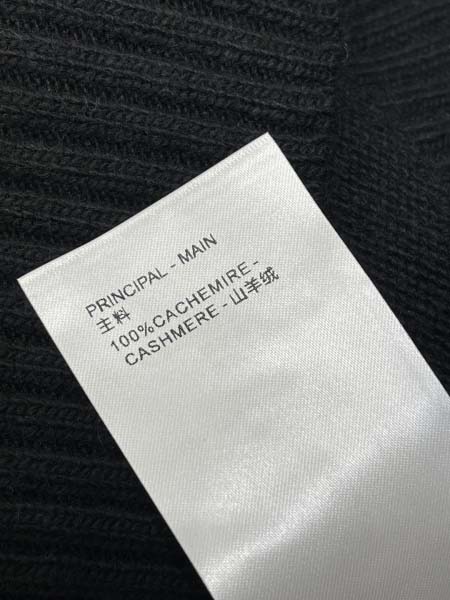 PRINCIPAL - MAIN
主料
100%CACHEMIRE -
CASHMERE - 山羊绒